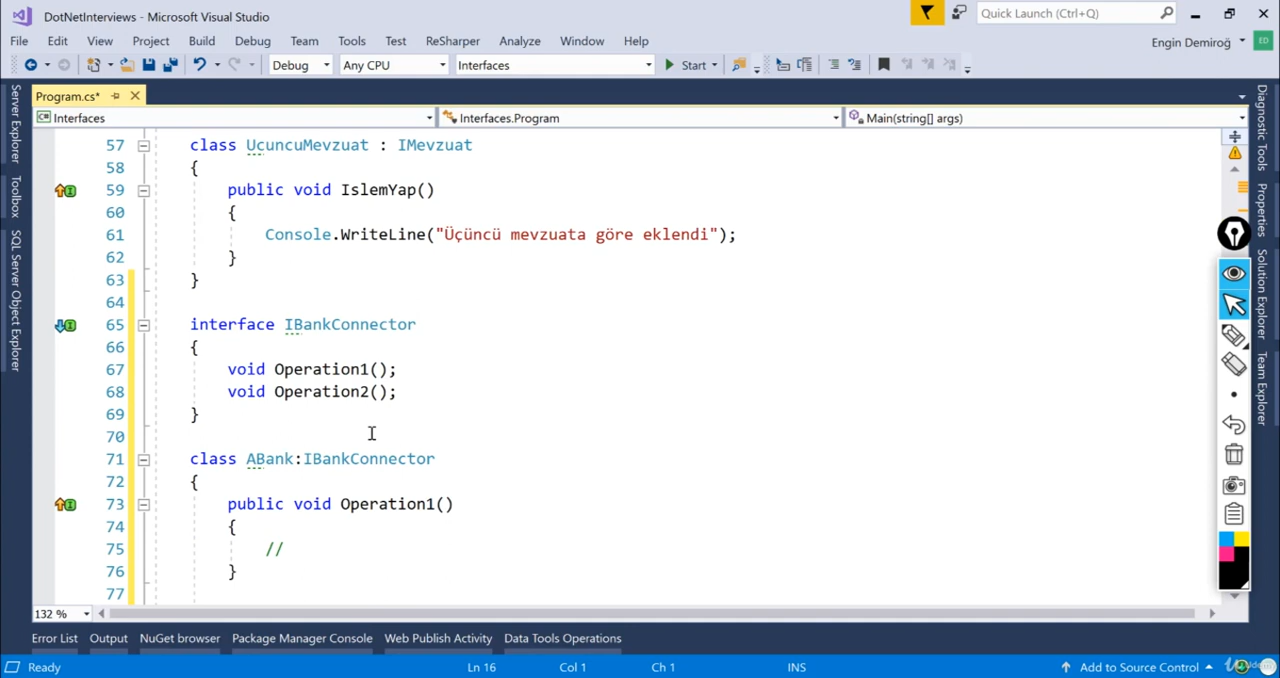 DotNetInterviews - Microsoft Visual Studio
Quick Launch (Ctrl+Q)
File Edit View Project Build Debug Team Tools Test ReSharper Analyze Window Help
Engin Demiroğ ED
Debug Any CPU Interfaces Start
Program.cs*
Interfaces Interfaces.Program Main(string[] args)
Server Explorer
Toolbox
SQL Server Object Explorer
57 class UcuncuMevzuat : IMevzuat
58 {
59 public void IslemYap()
60 {
61 Console.WriteLine("Üçüncü mevzuata göre eklendi");
62 }
63 }
64
65 interface IBankConnector
66 {
67 void Operation1();
68 void Operation2();
69 }
70
71 class ABank:IBankConnector
72 {
73 public void Operation1()
74 {
75 //
76 }
77
Diagnostic Tools
Properties
Solution Explorer
Team Explorer
132 %
Error List Output NuGet browser Package Manager Console Web Publish Activity Data Tools Operations
Ready Ln 16 Col 1 Ch 1 INS Add to Source Control